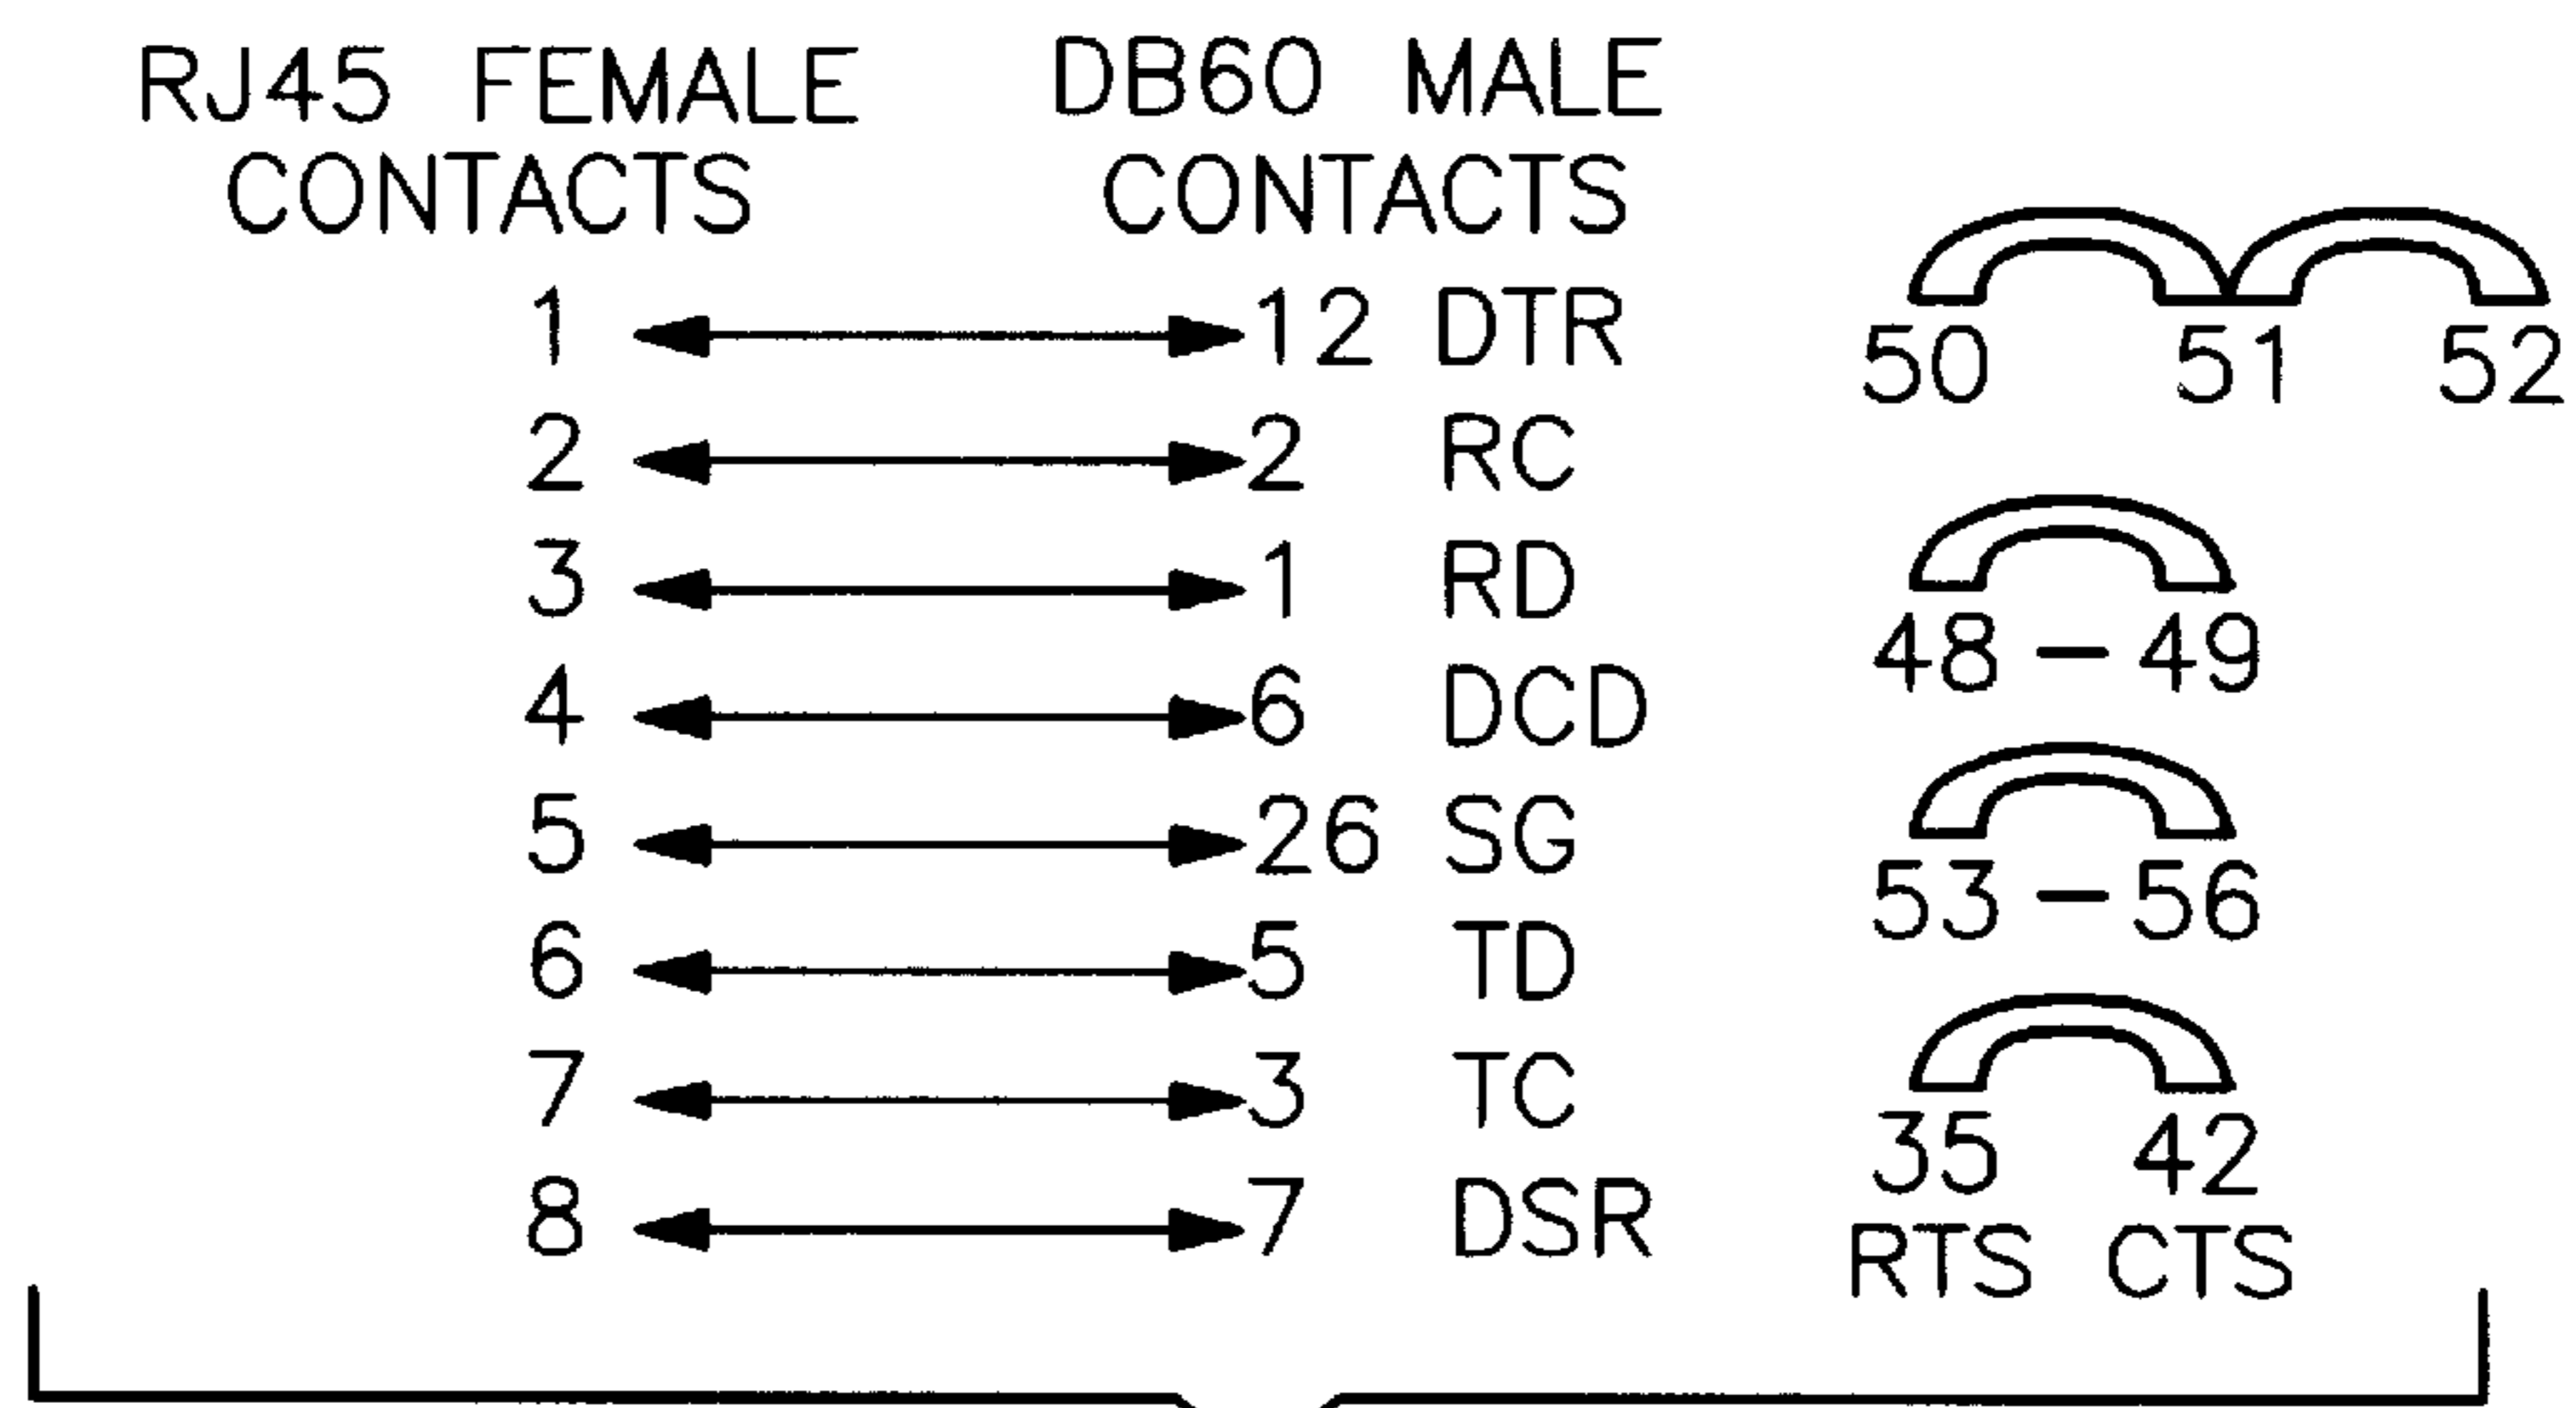 RJ45 FEMALE CONTACTS
DB60 MALE CONTACTS
1 12 DTR
2 2 RC
3 1 RD
4 6 DCD
5 26 SG
6 5 TD
7 3 TC
8 7 DSR
50 51 52
48 - 49
53 - 56
35 42
RTS CTS